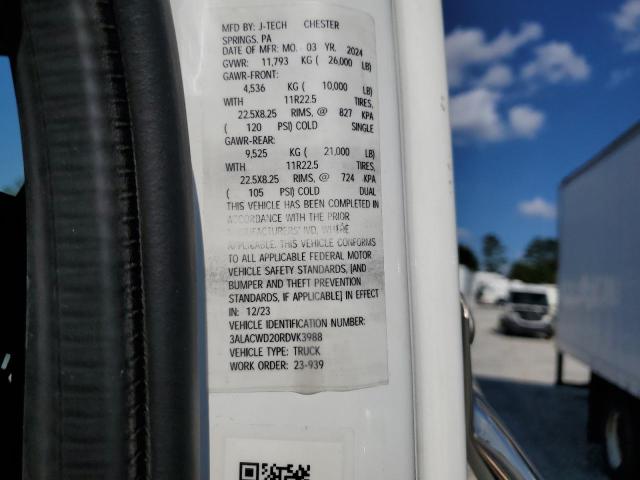 MFD BY: J-TECH CHESTER
SPRINGS, PA
DATE OF MFR: MO. 03 YR. 2024
GVWR: 11,793 KG ( 26,000 LB)
GAWR-FRONT:
4,536 KG ( 10,000 LB)
WITH 11R22.5 TIRES,
22.5X8.25 RIMS, @ 827 KPA
( 120 PSI) COLD SINGLE
GAWR-REAR:
9,525 KG ( 21,000 LB)
WITH 11R22.5 TIRES,
22.5X8.25 RIMS, @ 724 KPA
( 105 PSI) COLD DUAL
THIS VEHICLE HAS BEEN COMPLETED IN
ACCORDANCE WITH THE PRIOR
MANUFACTURERS' IVD, WHERE
APPLICABLE. THIS VEHICLE CONFORMS
TO ALL APPLICABLE FEDERAL MOTOR
VEHICLE SAFETY STANDARDS, [AND
BUMPER AND THEFT PREVENTION
STANDARDS, IF APPLICABLE] IN EFFECT
IN: 12/23
VEHICLE IDENTIFICATION NUMBER:
3ALACWD20RDVK3988
VEHICLE TYPE: TRUCK
WORK ORDER: 23-939